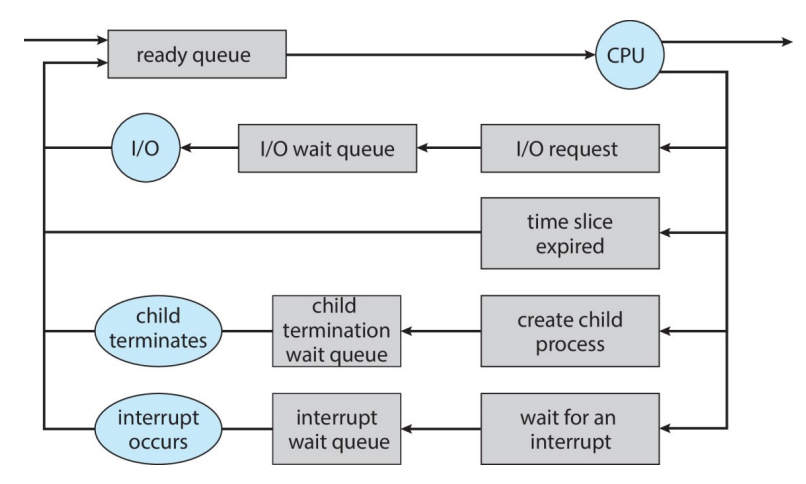 ready queue
CPU
I/O
I/O wait queue
I/O request
time slice
expired
child
terminates
child
termination
wait queue
create child
process
interrupt
occurs
interrupt
wait queue
wait for an
interrupt